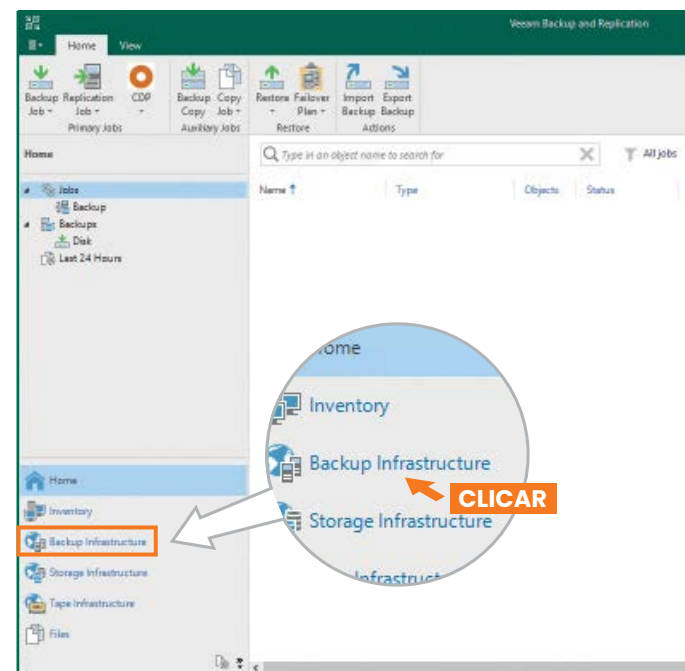 Veeam Backup and Replication
Home View
Backup Job
Replication Job
CDP
Backup Copy
Copy Job
Restore
Failover Plan
Import Backup
Export Backup
Primary Jobs
Auxiliary Jobs
Restore
Actions
Home
Type in an object name to search for
All jobs
Jobs
Backup
Backups
Disk
Last 24 Hours
Name Type Objects Status
ome
Inventory
Backup Infrastructure
CLICAR
Storage Infrastructure
Infrastruct
Home
Inventory
Backup Infrastructure
Storage Infrastructure
Tape Infrastructure
Files